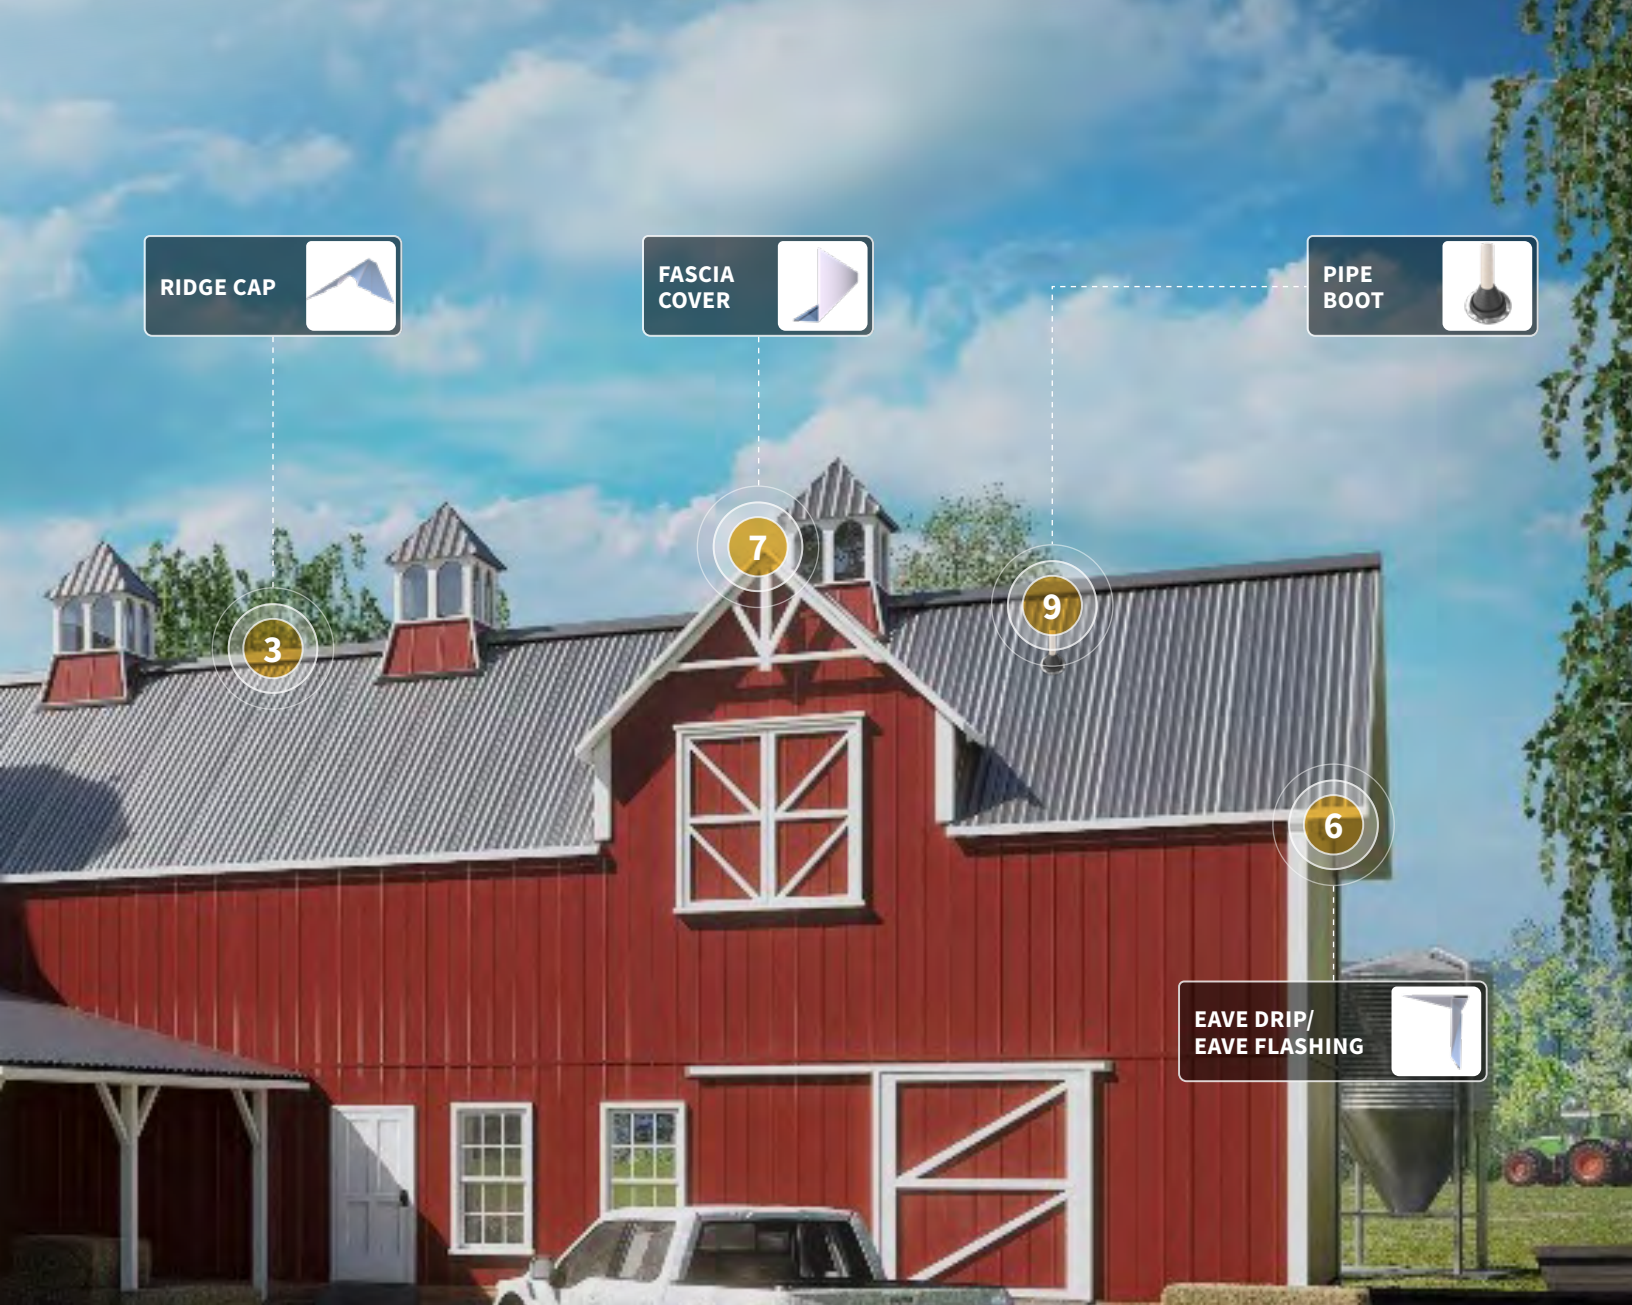 RIDGE CAP
FASCIA
COVER
PIPE
BOOT
7
9
3
6
EAVE DRIP/
EAVE FLASHING